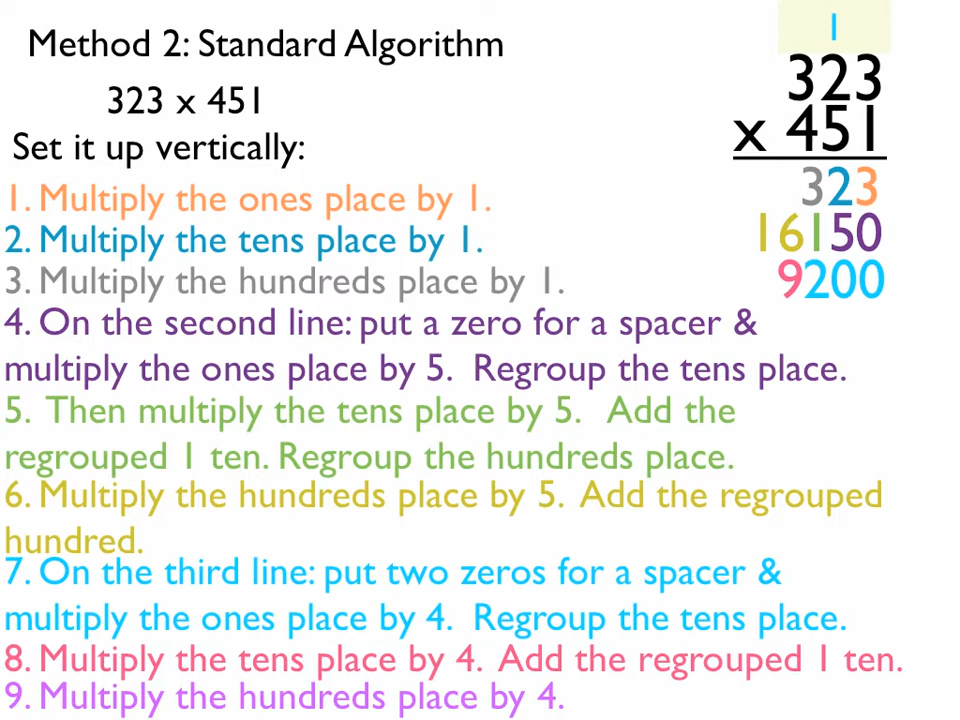 Method 2: Standard Algorithm
323 x 451
Set it up vertically:
1. Multiply the ones place by 1.
2. Multiply the tens place by 1.
3. Multiply the hundreds place by 1.
4. On the second line: put a zero for a spacer &
multiply the ones place by 5. Regroup the tens place.
5. Then multiply the tens place by 5. Add the
regrouped 1 ten. Regroup the hundreds place.
6. Multiply the hundreds place by 5. Add the regrouped
hundred.
7. On the third line: put two zeros for a spacer &
multiply the ones place by 4. Regroup the tens place.
8. Multiply the tens place by 4. Add the regrouped 1 ten.
9. Multiply the hundreds place by 4.
1
323
x 451
323
16150
9200